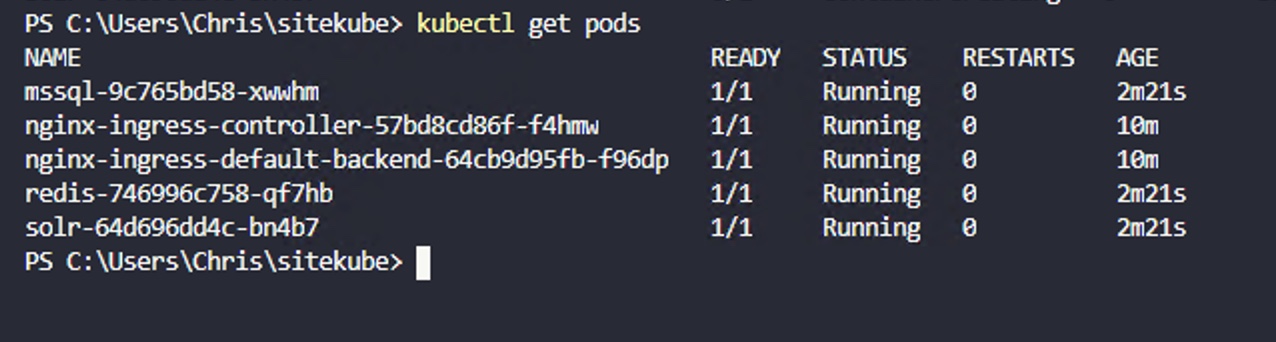 PS C:\Users\Chris\sitekube> kubectl get pods
NAME READY STATUS RESTARTS AGE
mssql-9c765bd58-xwwhm 1/1 Running 0 2m21s
nginx-ingress-controller-57bd8cd86f-f4hmw 1/1 Running 0 10m
nginx-ingress-default-backend-64cb9d95fb-f96dp 1/1 Running 0 10m
redis-746996c758-qf7hb 1/1 Running 0 2m21s
solr-64d696dd4c-bn4b7 1/1 Running 0 2m21s
PS C:\Users\Chris\sitekube>